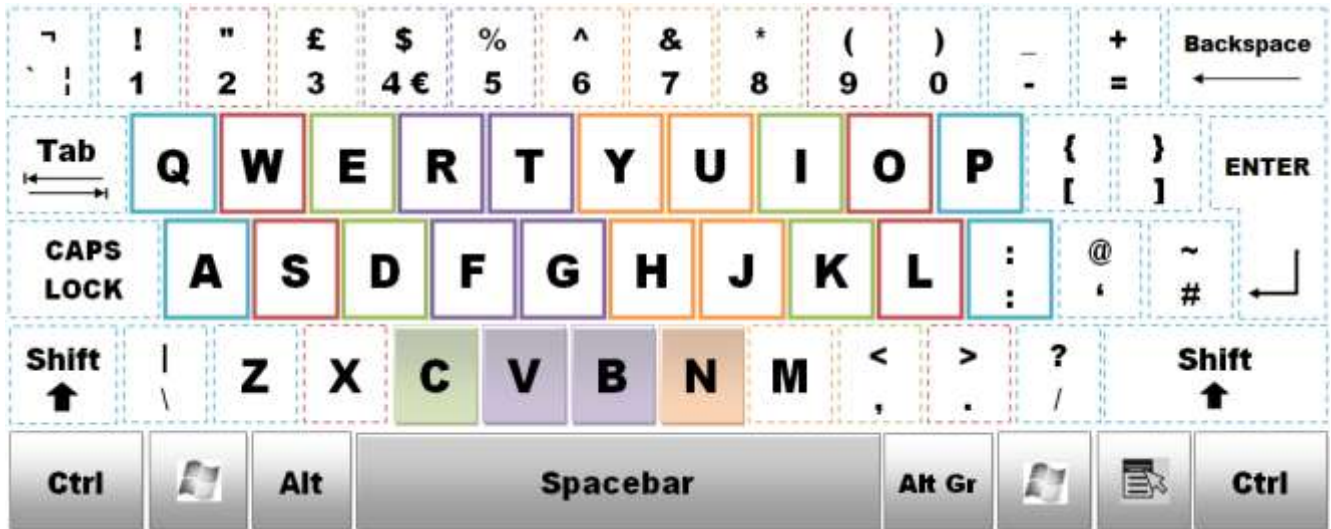 ¬ ! " £ $ % ^ & * ( ) _ + Backspace
` ¦ 1 2 3 4 € 5 6 7 8 9 0 - =
Tab Q W E R T Y U I O P { } ENTER
[ ]
CAPS A S D F G H J K L : @ ~
LOCK : ‘ #
Shift | Z X C V B N M < > ? Shift
\ , . /
Ctrl Alt Spacebar Alt Gr Ctrl